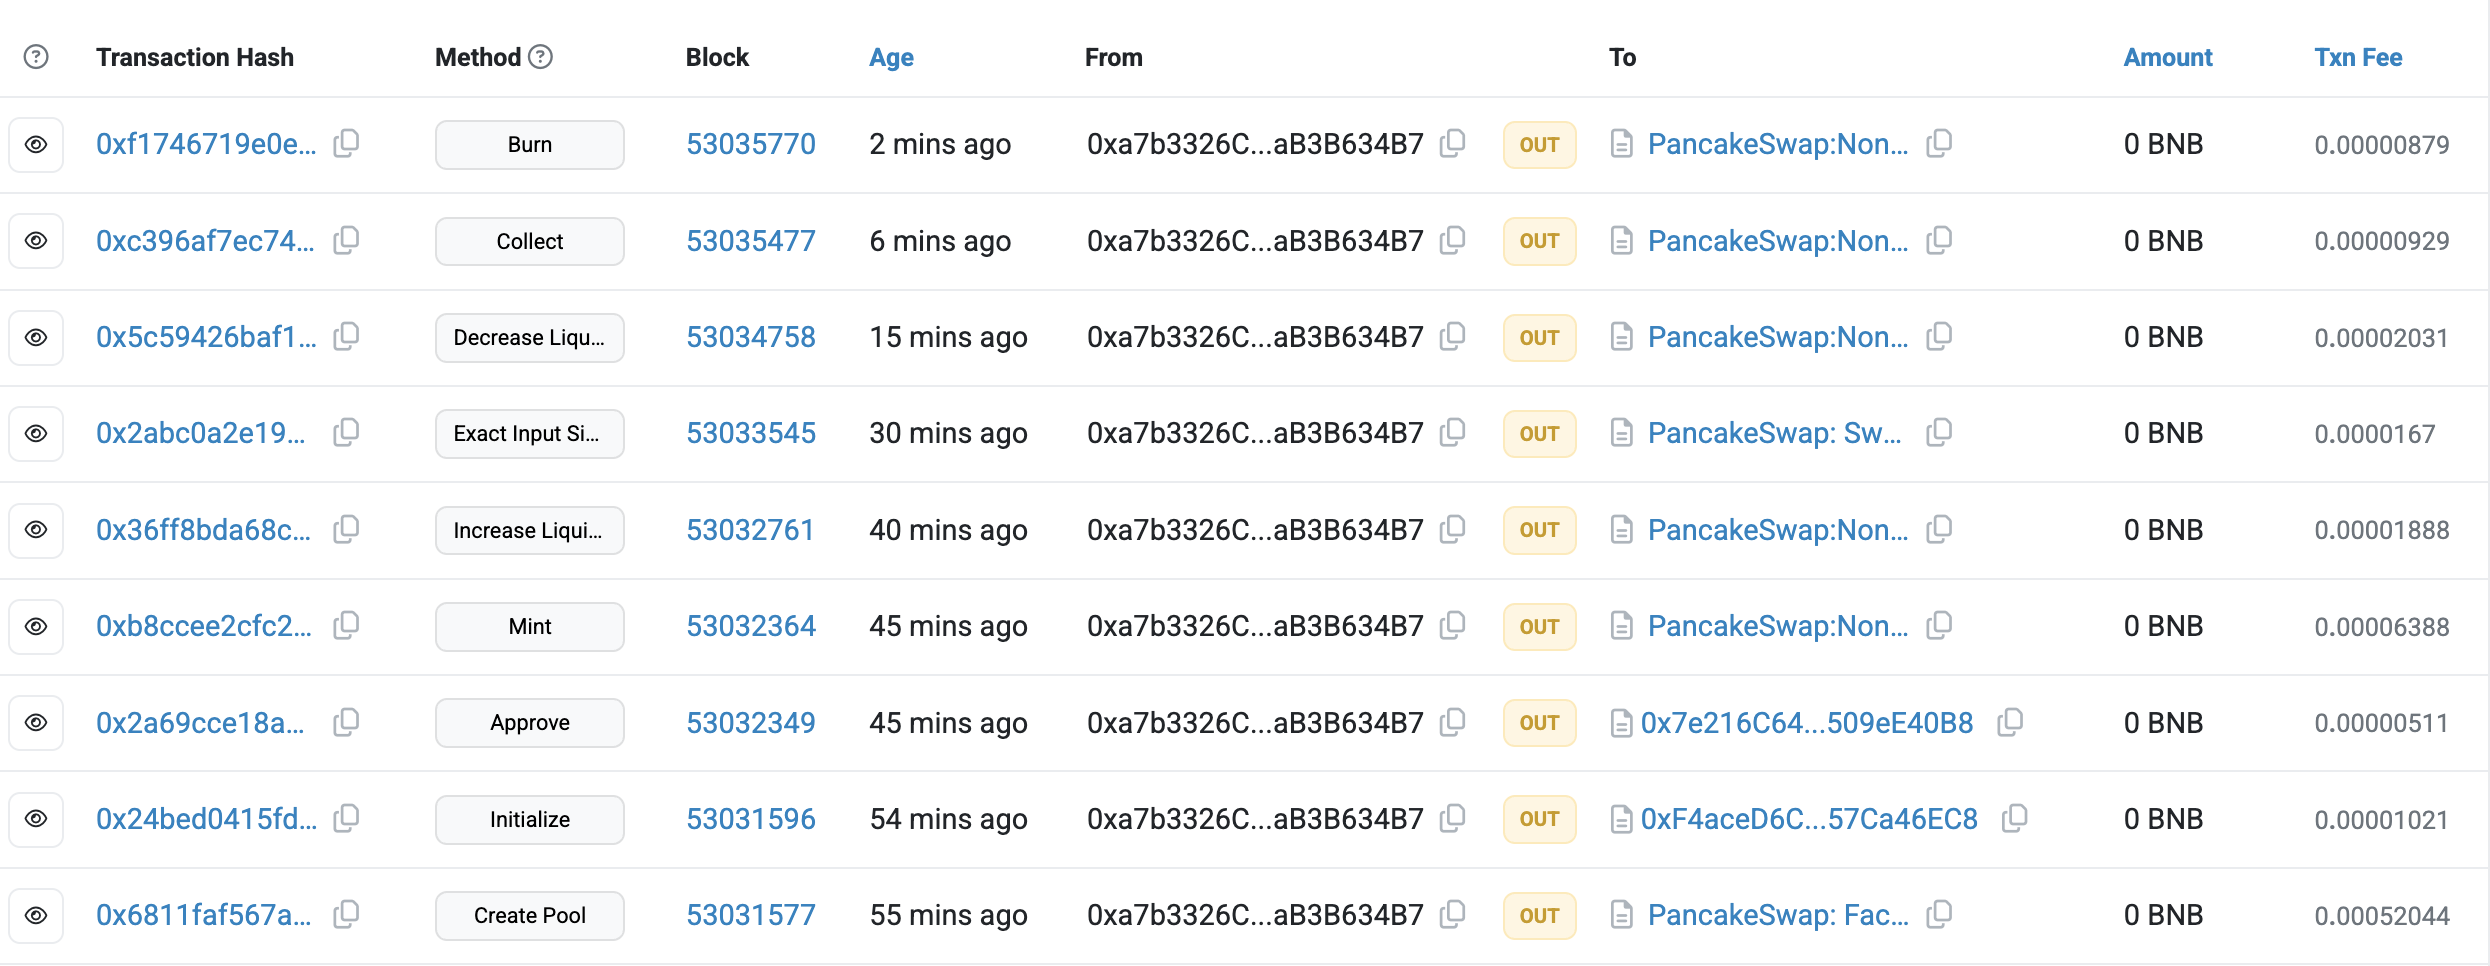 Transaction Hash Method Block Age From To Amount Txn Fee
0xf1746719e0e... Burn 53035770 2 mins ago 0xa7b3326C...aB3B634B7 OUT PancakeSwap:Non... 0 BNB 0.00000879
0xc396af7ec74... Collect 53035477 6 mins ago 0xa7b3326C...aB3B634B7 OUT PancakeSwap:Non... 0 BNB 0.00000929
0x5c59426baf1... Decrease Liqu... 53034758 15 mins ago 0xa7b3326C...aB3B634B7 OUT PancakeSwap:Non... 0 BNB 0.00002031
0x2abc0a2e19... Exact Input Si... 53033545 30 mins ago 0xa7b3326C...aB3B634B7 OUT PancakeSwap: Sw... 0 BNB 0.0000167
0x36ff8bda68c... Increase Liqui... 53032761 40 mins ago 0xa7b3326C...aB3B634B7 OUT PancakeSwap:Non... 0 BNB 0.00001888
0xb8ccee2cfc2... Mint 53032364 45 mins ago 0xa7b3326C...aB3B634B7 OUT PancakeSwap:Non... 0 BNB 0.00006388
0x2a69cce18a... Approve 53032349 45 mins ago 0xa7b3326C...aB3B634B7 OUT 0x7e216C64...509eE40B8 0 BNB 0.00000511
0x24bed0415fd... Initialize 53031596 54 mins ago 0xa7b3326C...aB3B634B7 OUT 0xF4aceD6C...57Ca46EC8 0 BNB 0.00001021
0x6811faf567a... Create Pool 53031577 55 mins ago 0xa7b3326C...aB3B634B7 OUT PancakeSwap: Fac... 0 BNB 0.00052044